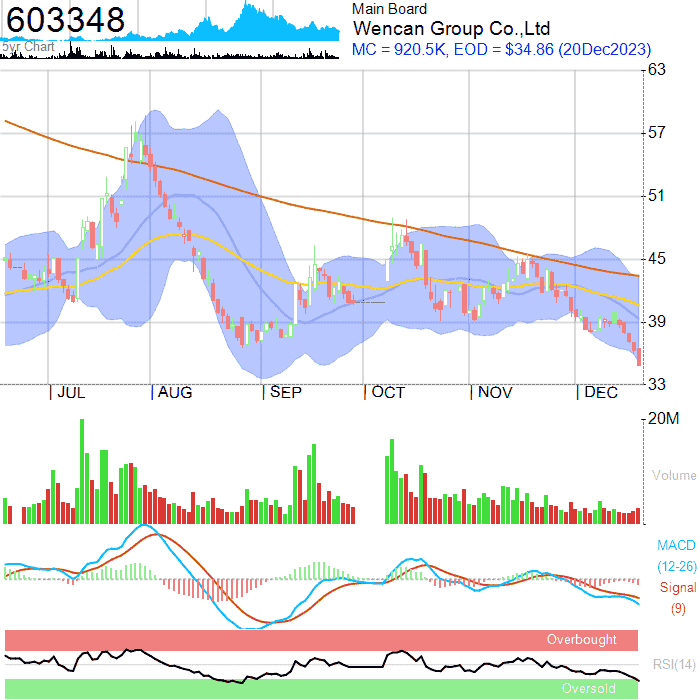 603348
5yr Chart
Main Board
Wencan Group Co.,Ltd
MC = 920.5K, EOD = $34.86 (20Dec2023)
63
57
51
45
39
33
JUL
AUG
SEP
OCT
NOV
DEC
20M
Volume
MACD
(12-26)
Signal
(9)
Overbought
RSI(14)
Oversold